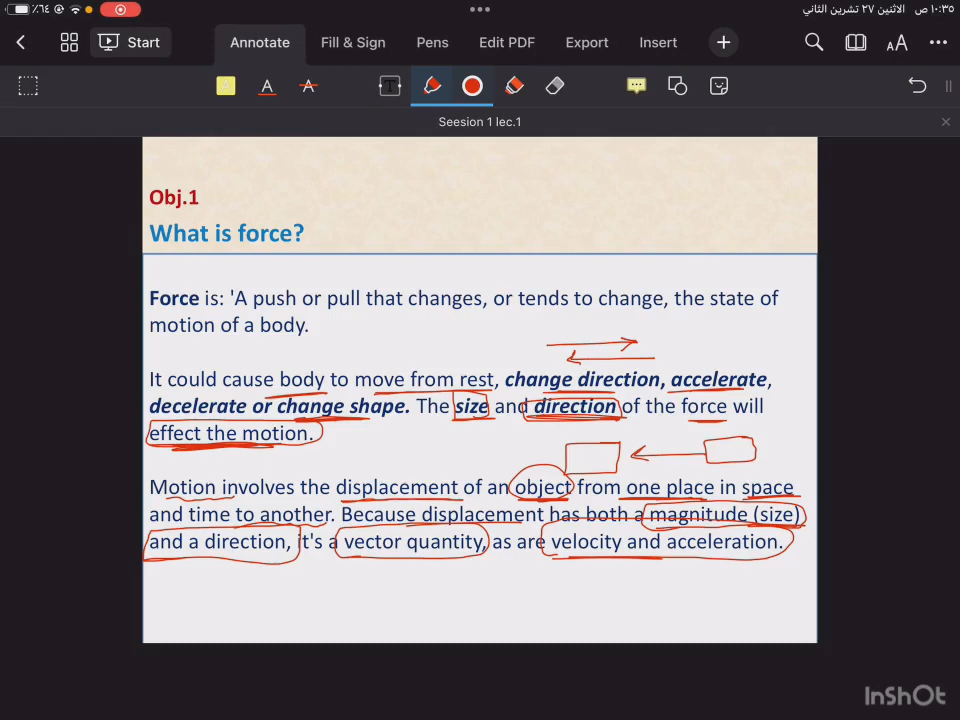 ١٠:٣٥ ص الاثنين ٢٧ تشرين الثاني
٪٦٤
Start
Annotate
Fill & Sign
Pens
Edit PDF
Export
Insert
AA
A
A
A
T
Seesion 1 lec.1
Obj.1
What is force?
Force is: 'A push or pull that changes, or tends to change, the state of
motion of a body.
It could cause body to move from rest, change direction, accelerate,
decelerate or change shape. The size and direction of the force will
effect the motion.
Motion involves the displacement of an object from one place in space
and time to another. Because displacement has both a magnitude (size)
and a direction, it's a vector quantity, as are velocity and acceleration.
InShOt